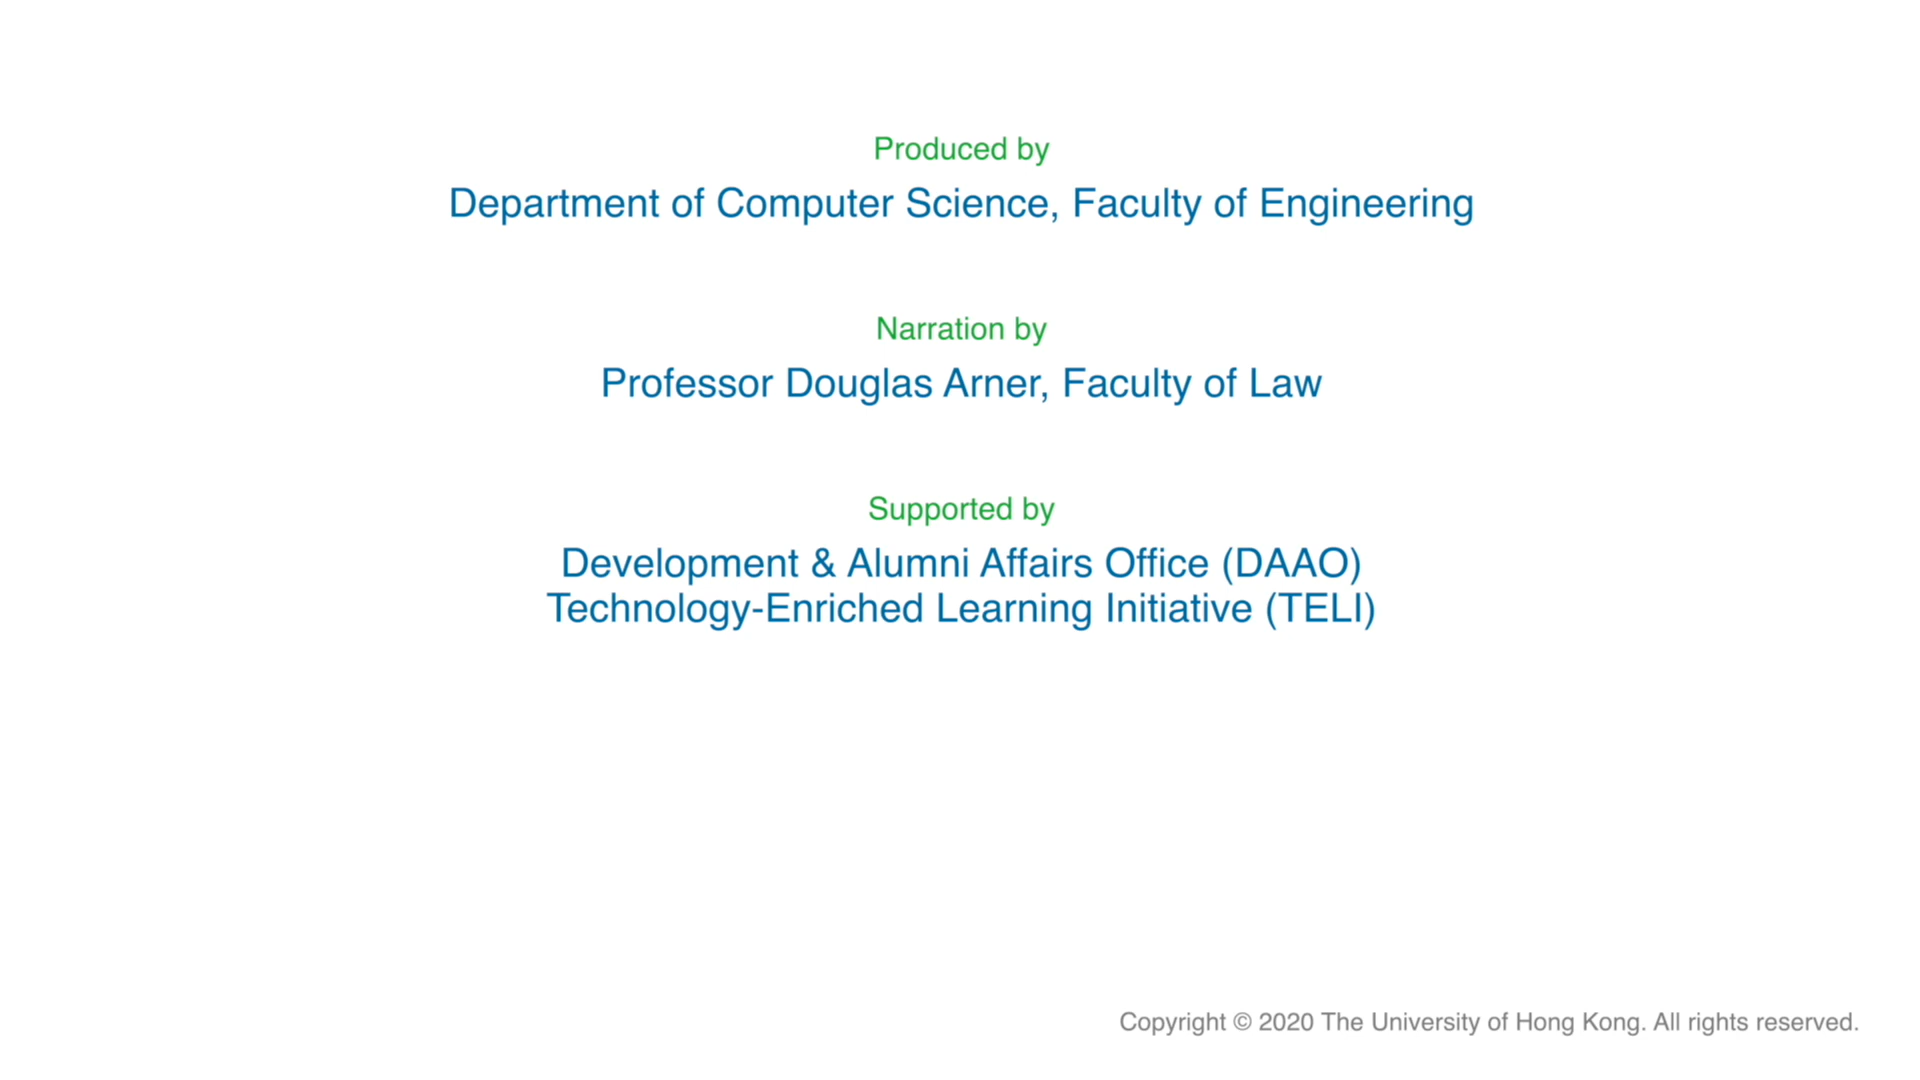 Produced by
Department of Computer Science, Faculty of Engineering
Narration by
Professor Douglas Arner, Faculty of Law
Supported by
Development & Alumni Affairs Office (DAAO)
Technology-Enriched Learning Initiative (TELI)
Copyright © 2020 The University of Hong Kong. All rights reserved.